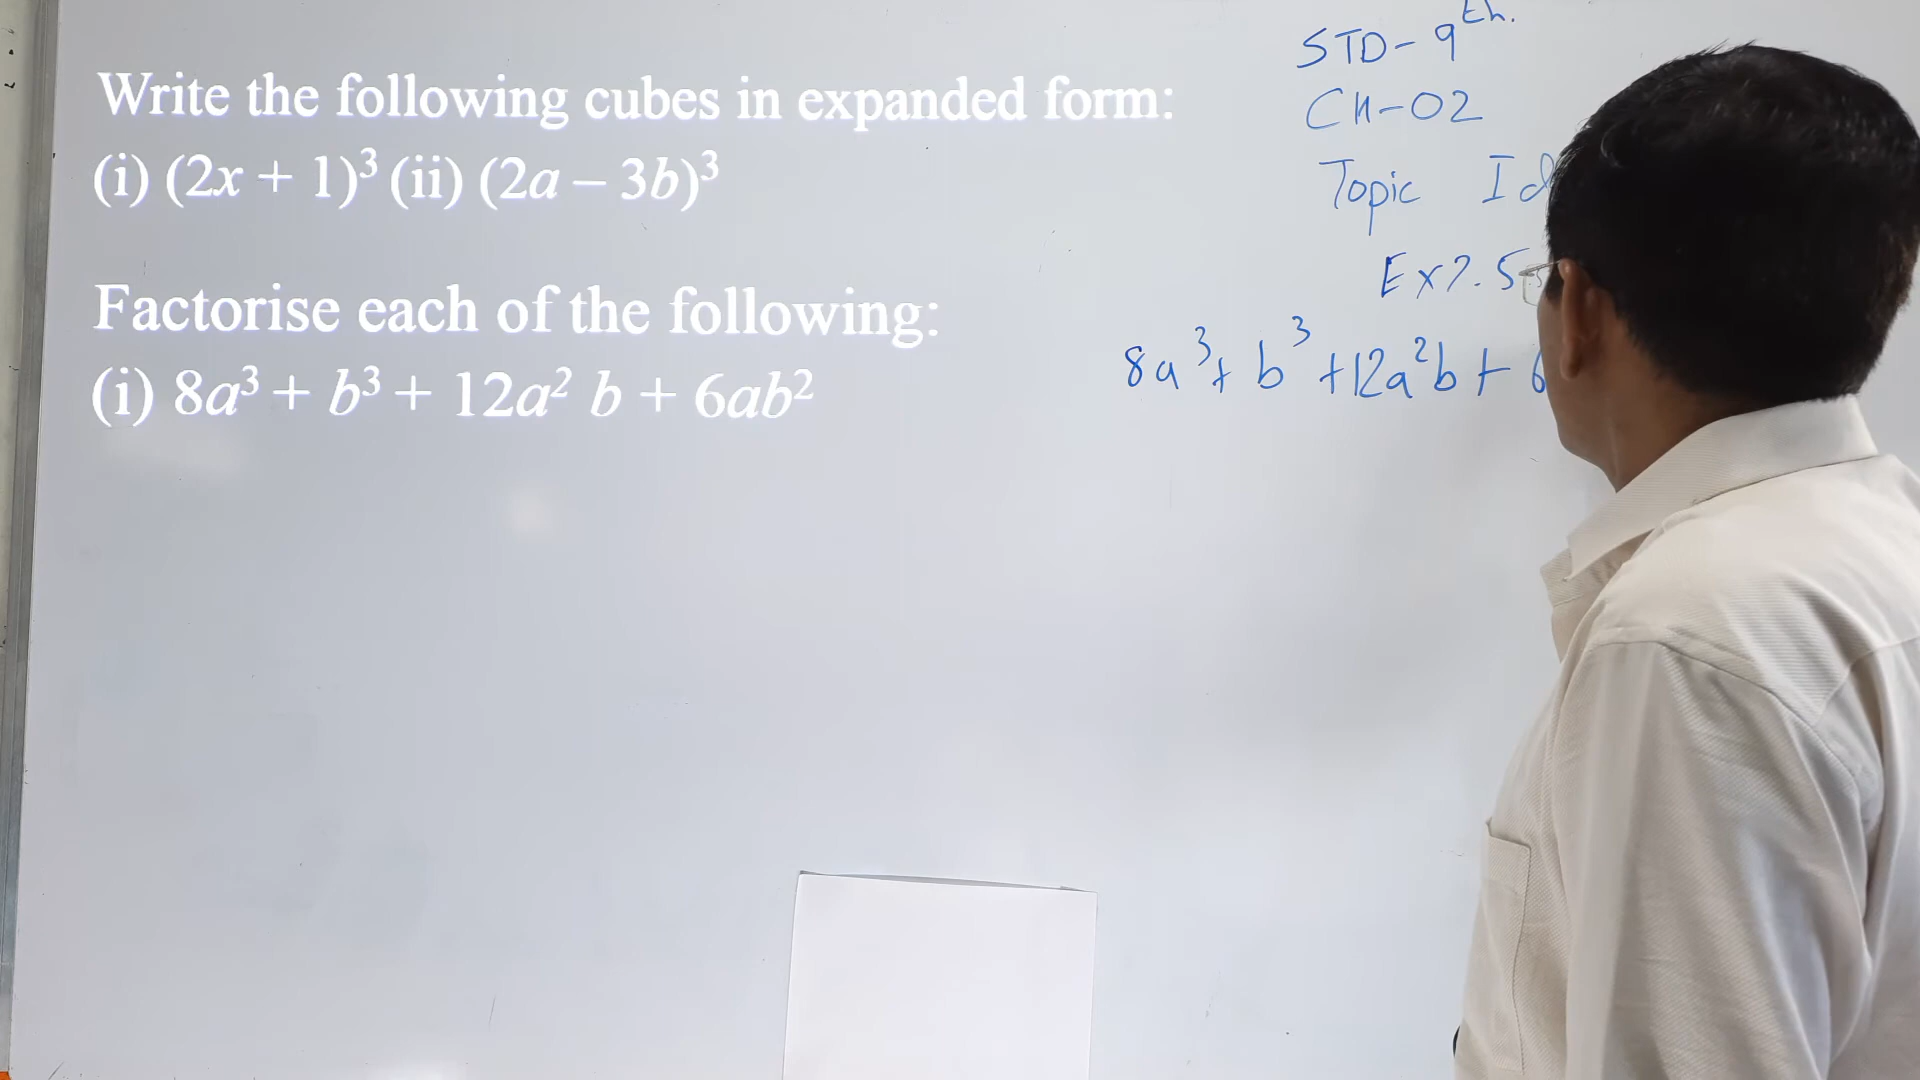 Write the following cubes in expanded form:
(i) (2x + 1)³ (ii) (2a – 3b)³
Factorise each of the following:
(i) 8a³ + b³ + 12a² b + 6ab²
STD- 9th.
CH-02
Topic
Ex2.5
8a³+ b³ +12a²b+ 6